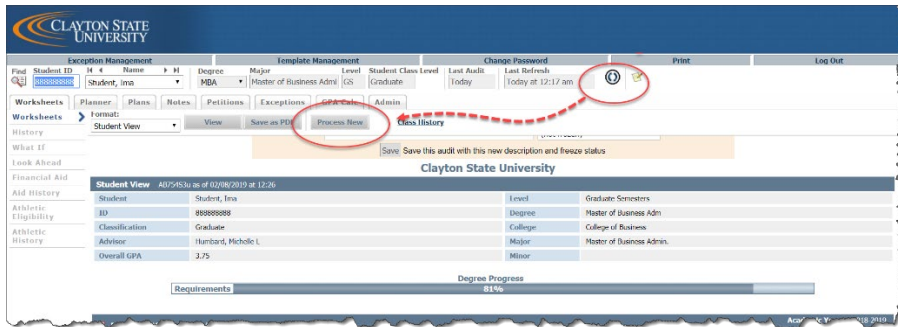 CLAYTON STATE
UNIVERSITY
Exception Management Template Management Change Password Print Log Out
Find Student ID Name Degree Major Level Student Class Level Last Audit Last Refresh
888888888 Student, Ima MBA Master of Business Admi GS Graduate Today Today at 12:17 am
Worksheets Planner Plans Notes Petitions Exceptions GPA Calc Admin
Worksheets Format:
Student View View Save as PDF Process New Class History
History
What If
Save Save this audit with this new description and freeze status
Look Ahead
Clayton State University
Financial Aid
Student View AB75453u as of 02/08/2019 at 12:26
Aid History
Student Student, Ima Level Graduate Semesters
Athletic
Eligibility
ID 888888888 Degree Master of Business Adm
Classification Graduate College College of Business
Athletic
History
Advisor Humbard, Michelle L Major Master of Business Admin.
Overall GPA 3.75 Minor
Degree Progress
Requirements 81%